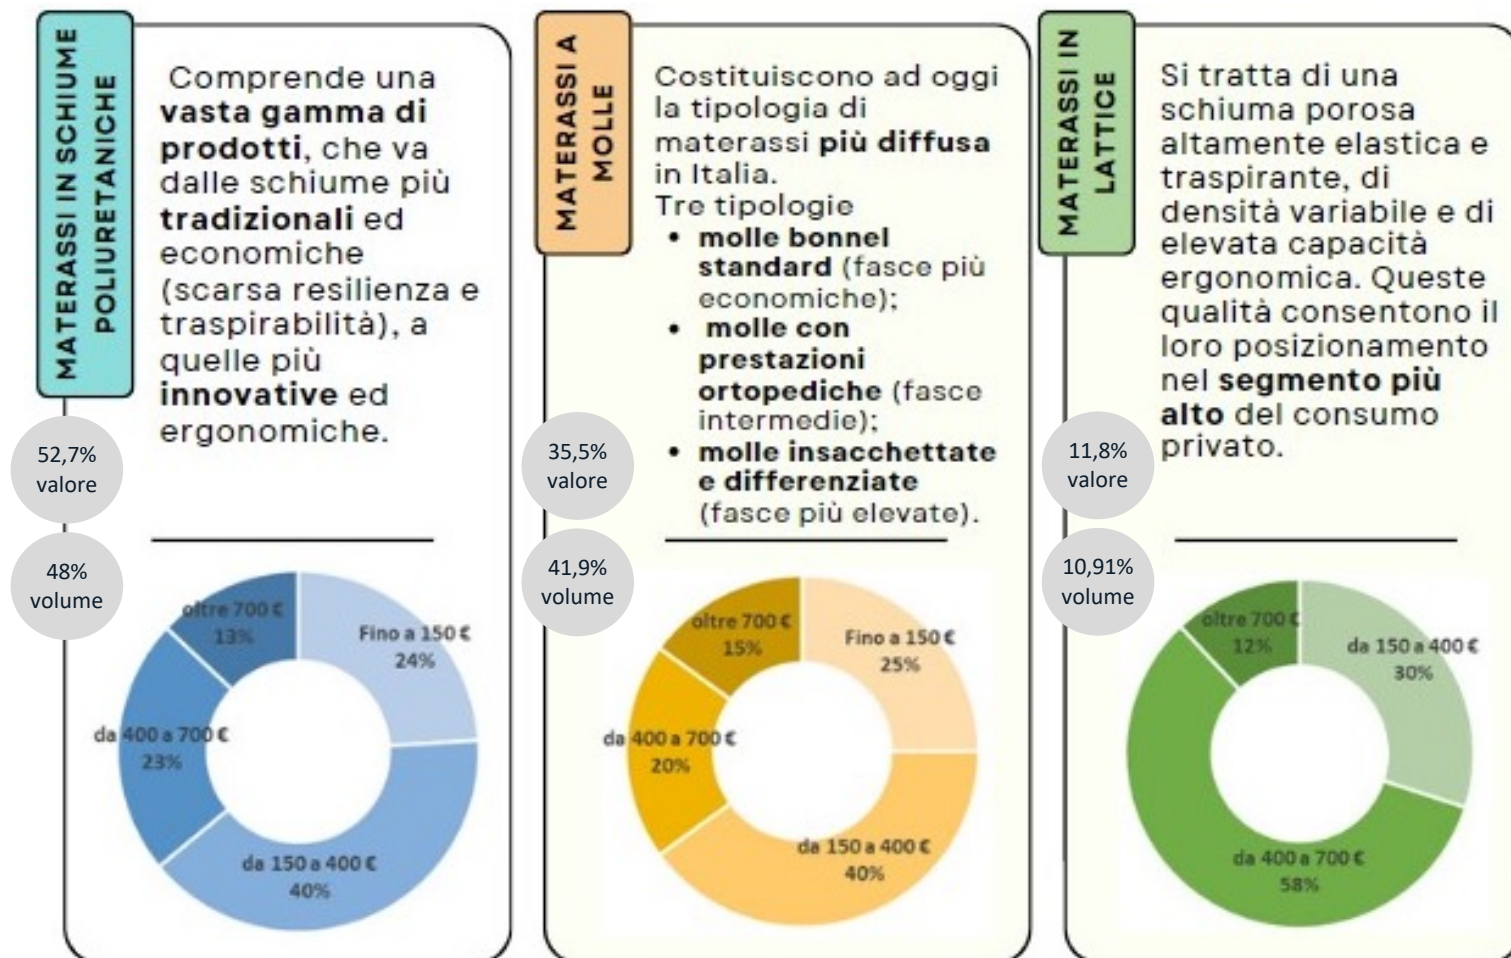 MATERASSI IN SCHIUME
POLIURETANICHE
Comprende una
vasta gamma di
prodotti, che va
dalle schiume più
tradizionali ed
economiche
(scarsa resilienza e
traspirabilità), a
quelle più
innovative ed
ergonomiche.
52,7%
valore
48%
volume
oltre 700 €
13%
Fino a 150 €
24%
da 400 a 700 €
23%
da 150 a 400 €
40%
MATERASSI A
MOLLE
Costituiscono ad oggi
la tipologia di
materassi più diffusa
in Italia.
Tre tipologie
• molle bonnel
standard (fasce più
economiche);
• molle con
prestazioni
ortopediche (fasce
intermedie);
• molle insacchettate
e differenziate
(fasce più elevate).
35,5%
valore
41,9%
volume
oltre 700 €
15%
Fino a 150 €
25%
da 400 a 700 €
20%
da 150 a 400 €
40%
MATERASSI IN
LATTICE
Si tratta di una
schiuma porosa
altamente elastica e
traspirante, di
densità variabile e di
elevata capacità
ergonomica. Queste
qualità consentono il
loro posizionamento
nel segmento più
alto del consumo
privato.
11,8%
valore
10,91%
volume
oltre 700 €
12%
da 150 a 400 €
30%
da 400 a 700 €
58%